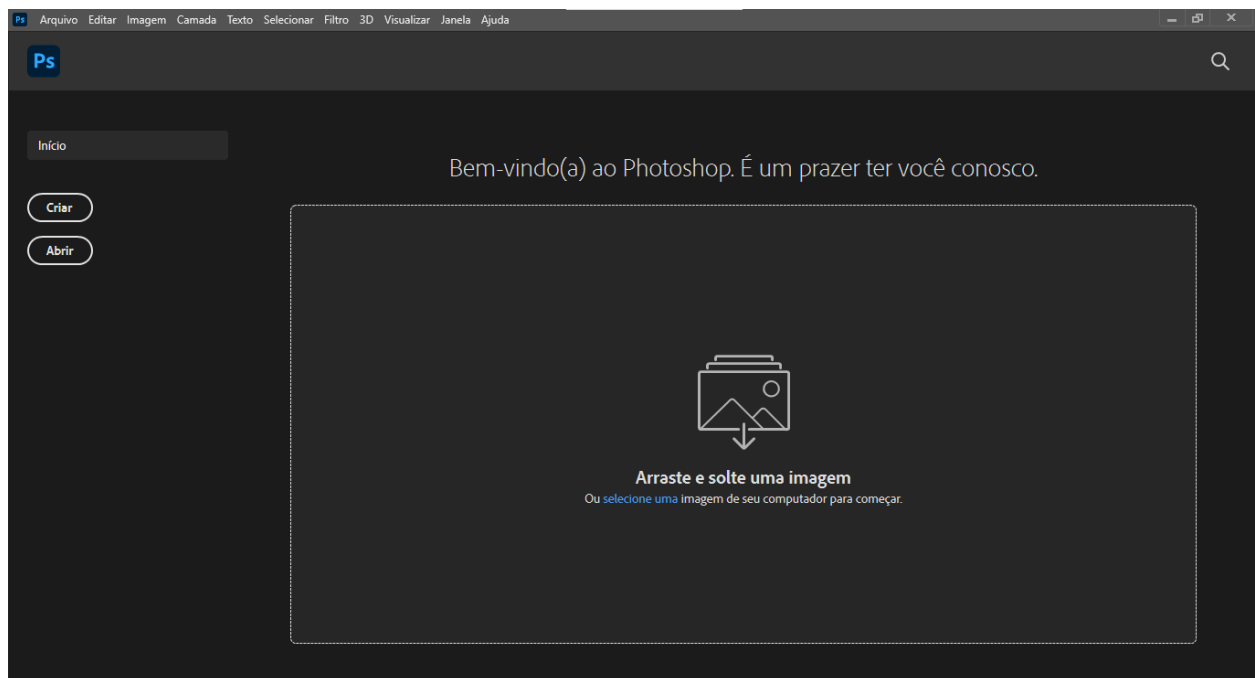 Ps Arquivo Editar Imagem Camada Texto Selecionar Filtro 3D Visualizar Janela Ajuda
Ps
Início
Bem-vindo(a) ao Photoshop. É um prazer ter você conosco.
Criar
Abrir
Arraste e solte uma imagem
Ou selecione uma imagem de seu computador para começar.